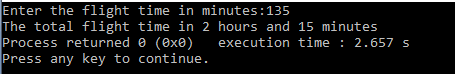 Enter the flight time in minutes:135
The total flight time in 2 hours and 15 minutes
Process returned 0 (0x0)   execution time : 2.657 s
Press any key to continue.